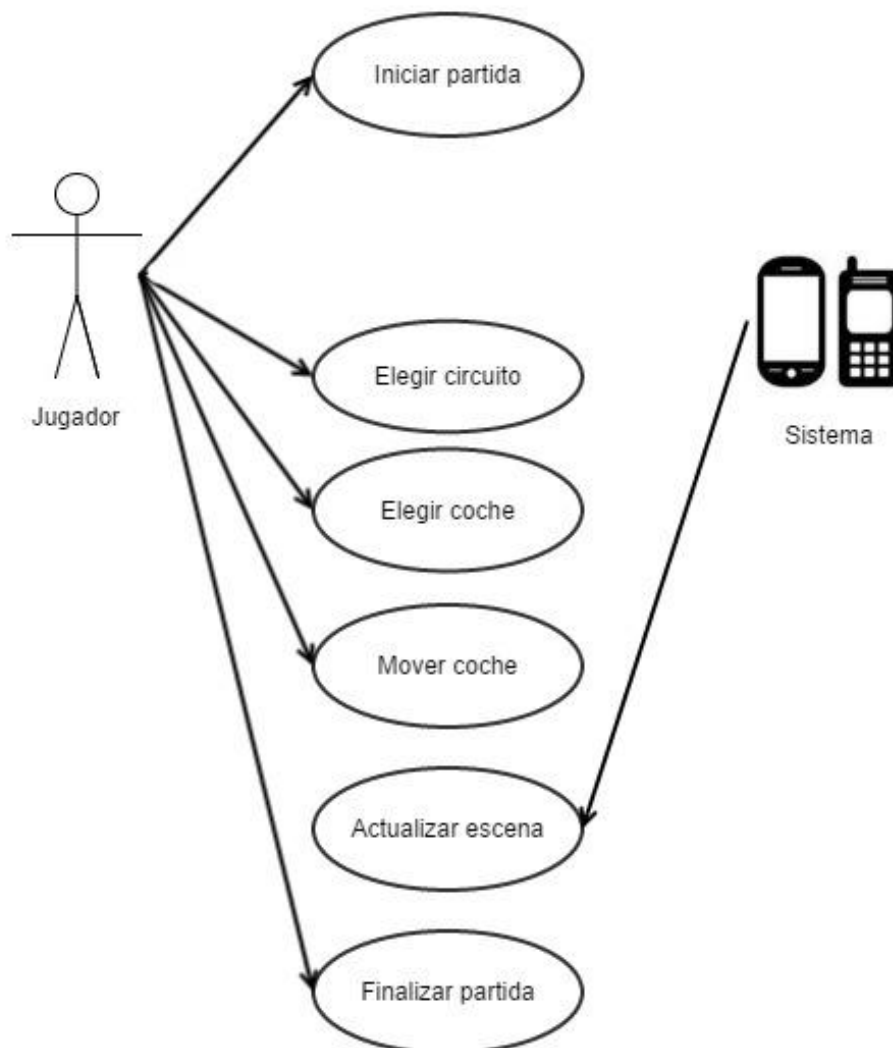 Iniciar partida
Jugador
Elegir circuito
Sistema
Elegir coche
Mover coche
Actualizar escena
Finalizar partida